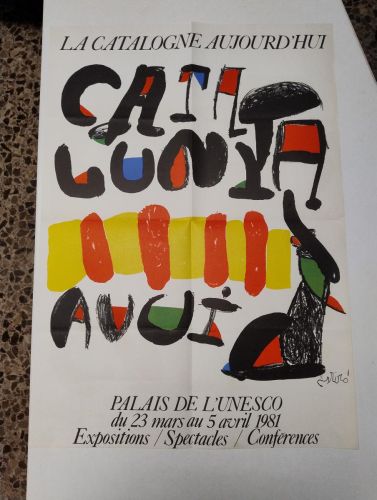 LA CATALOGNE AUJOURD'HUI
CATA
LUNYA
AVUI
Miró
PALAIS DE L'UNESCO
du 23 mars au 5 avril 1981
Expositions / Spectacles / Conférences